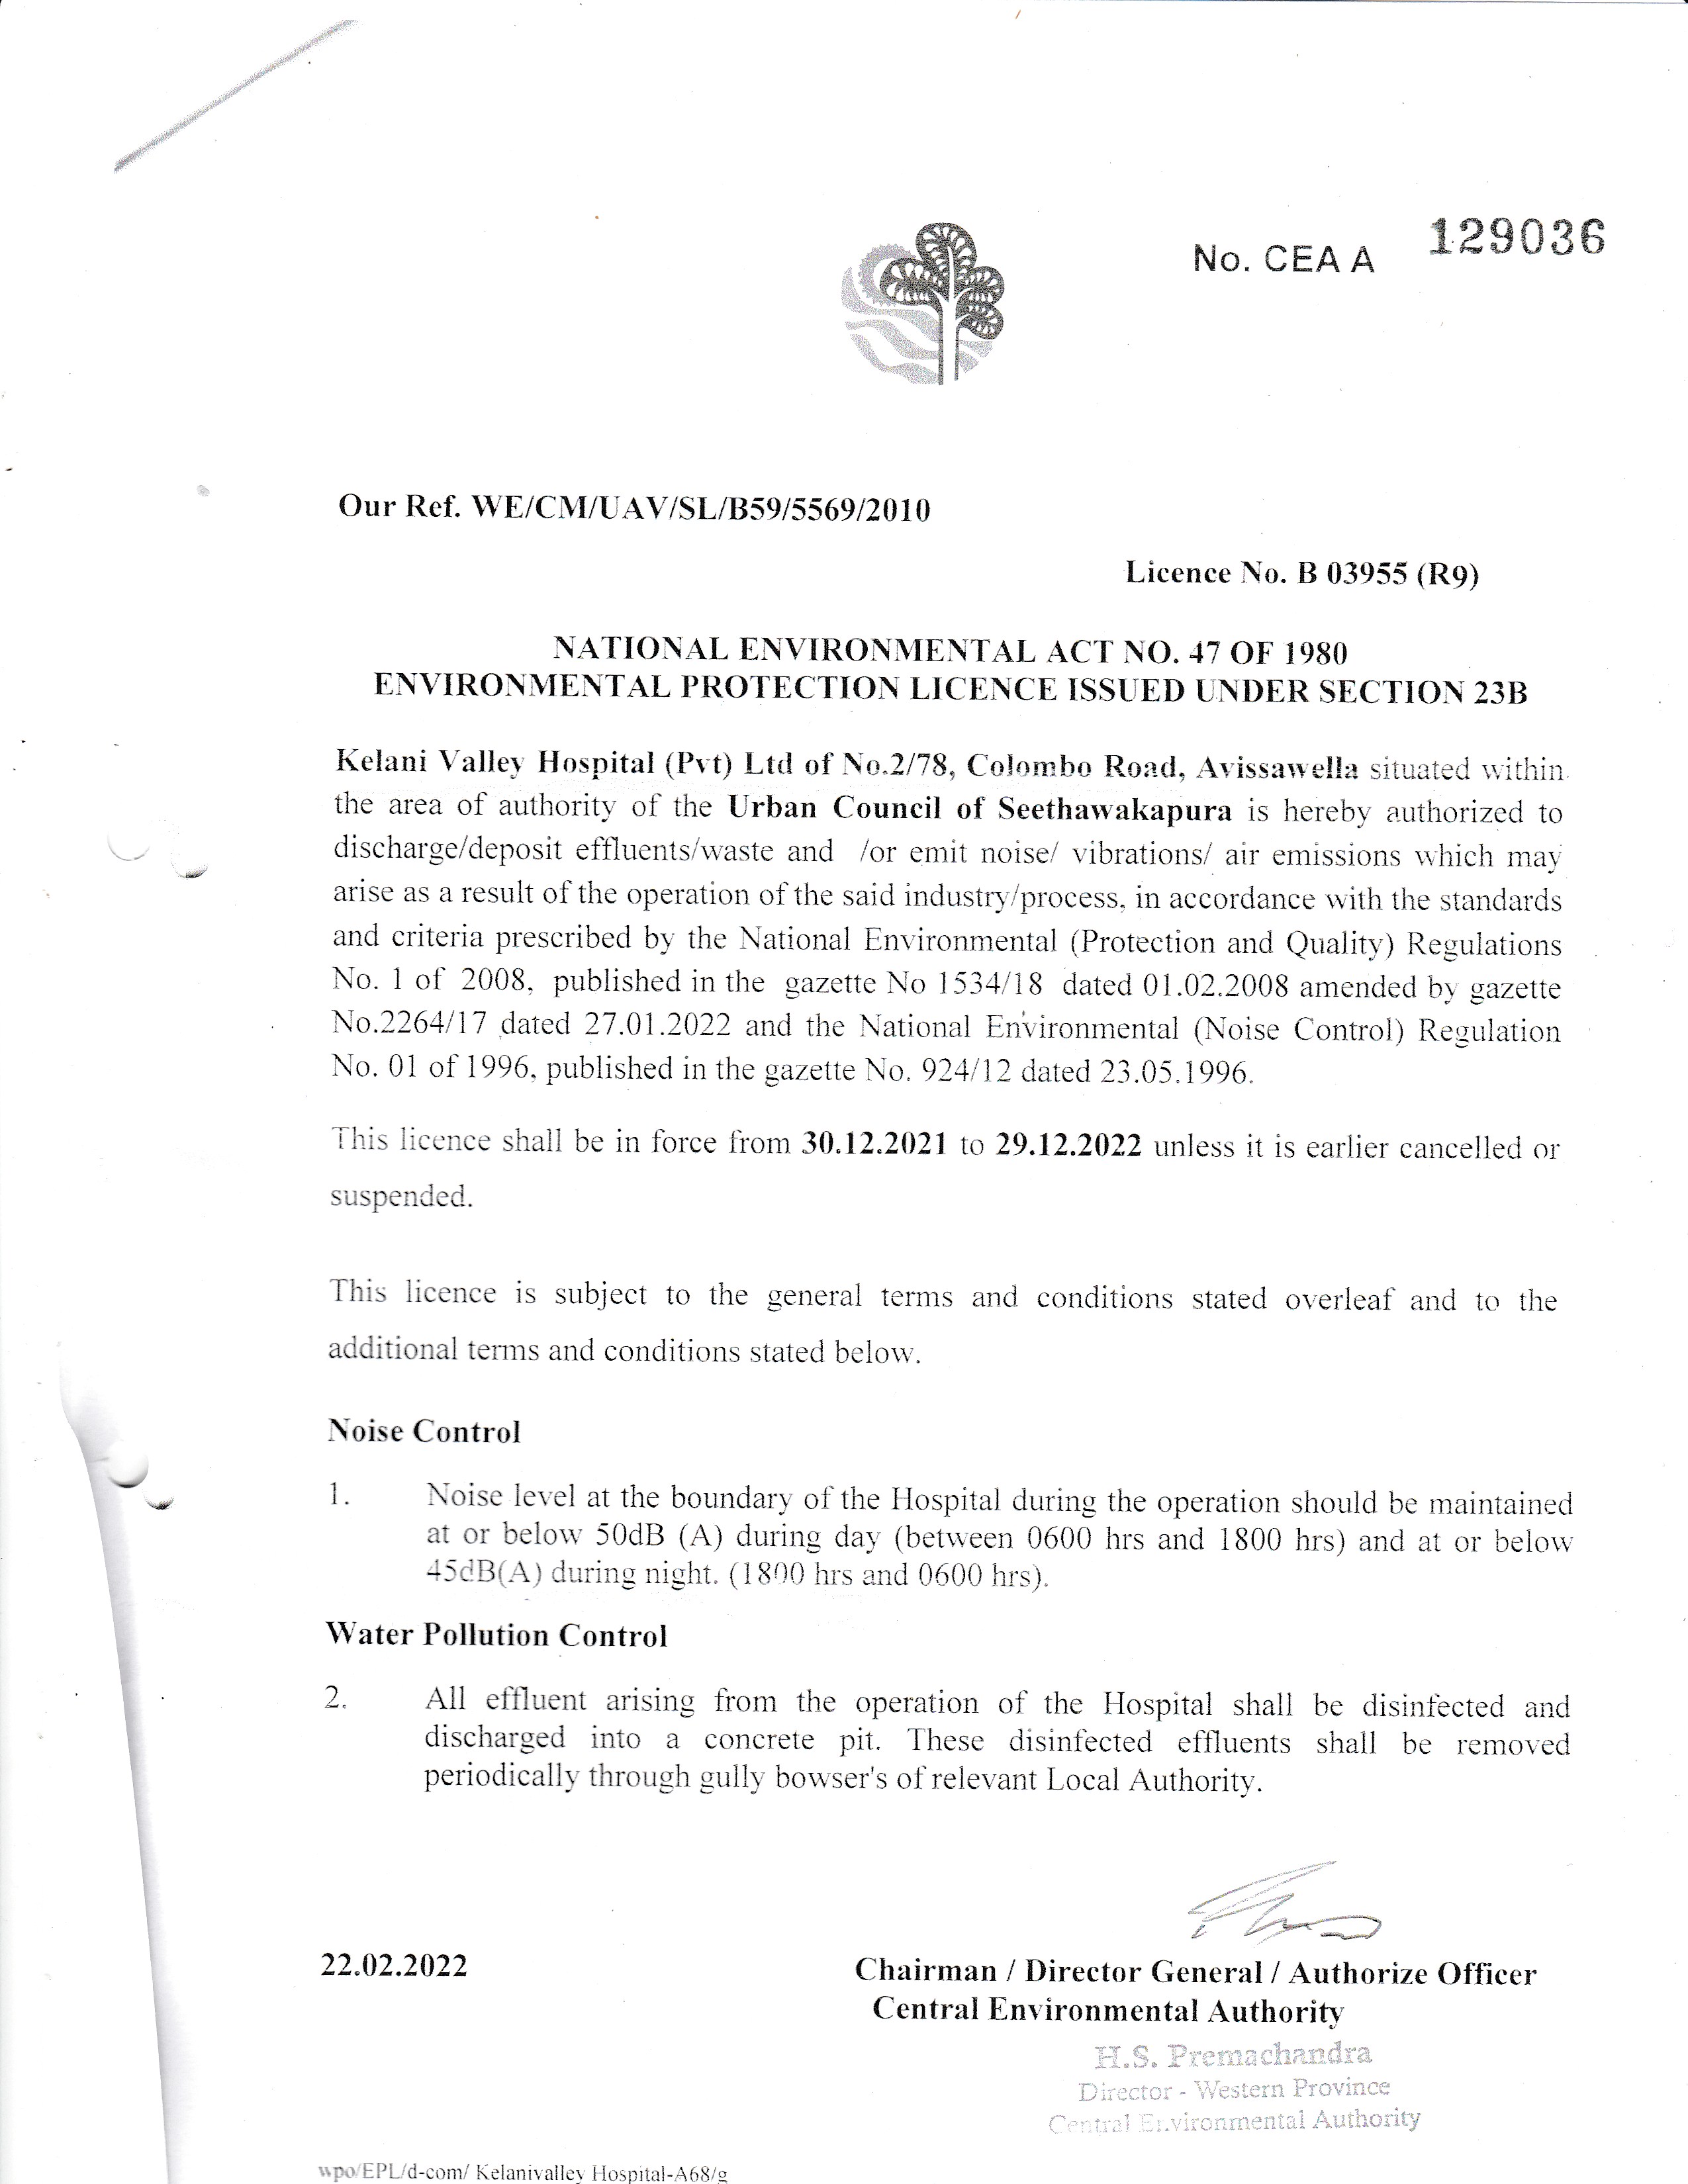 No. CEA A 129036
Our Ref. WE/CM/UAV/SL/B59/5569/2010
Licence No. B 03955 (R9)
NATIONAL ENVIRONMENTAL ACT NO. 47 OF 1980
ENVIRONMENTAL PROTECTION LICENCE ISSUED UNDER SECTION 23B
Kelani Valley Hospital (Pvt) Ltd of No.2/78, Colombo Road, Avissawella situated within
the area of authority of the Urban Council of Seethawakapura is hereby authorized to
discharge/deposit effluents/waste and /or emit noise/ vibrations/ air emissions which may
arise as a result of the operation of the said industry/process, in accordance with the standards
and criteria prescribed by the National Environmental (Protection and Quality) Regulations
No. 1 of 2008, published in the gazette No 1534/18 dated 01.02.2008 amended by gazette
No.2264/17 dated 27.01.2022 and the National Environmental (Noise Control) Regulation
No. 01 of 1996, published in the gazette No. 924/12 dated 23.05.1996.
This licence shall be in force from 30.12.2021 to 29.12.2022 unless it is earlier cancelled or
suspended.
This licence is subject to the general terms and conditions stated overleaf and to the
additional terms and conditions stated below.
Noise Control
1. Noise level at the boundary of the Hospital during the operation should be maintained
at or below 50dB (A) during day (between 0600 hrs and 1800 hrs) and at or below
45dB(A) during night. (1800 hrs and 0600 hrs).
Water Pollution Control
2. All effluent arising from the operation of the Hospital shall be disinfected and
discharged into a concrete pit. These disinfected effluents shall be removed
periodically through gully bowser's of relevant Local Authority.
22.02.2022
Chairman / Director General / Authorize Officer
Central Environmental Authority
H.S. Premachandra
Director - Western Province
Central Environmental Authority
wpo/EPL/d-com/ Kelanivalley Hospital-A68/g